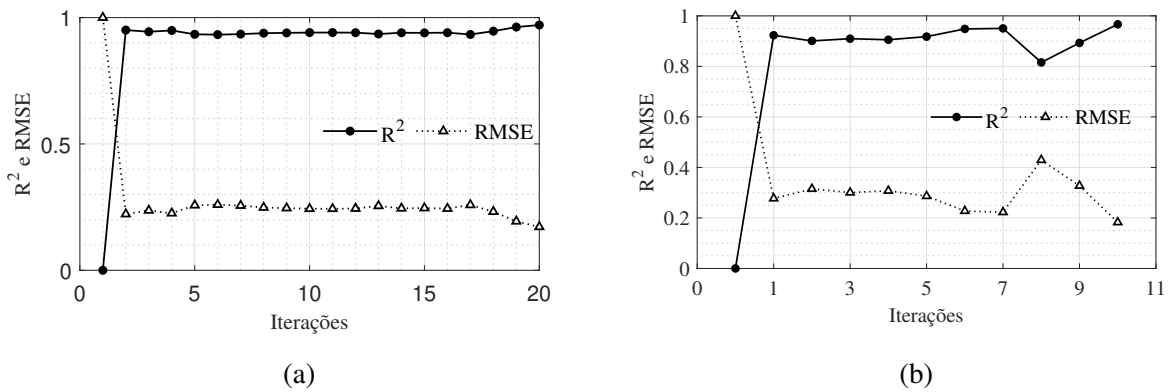 1
0.5
0
R² e RMSE
R² RMSE
0 5 10 15 20
Iterações
(a)
(b)
1
0.8
0.6
0.4
0.2
0
R² e RMSE
R² RMSE
0 1 3 5 7 9 11
Iterações